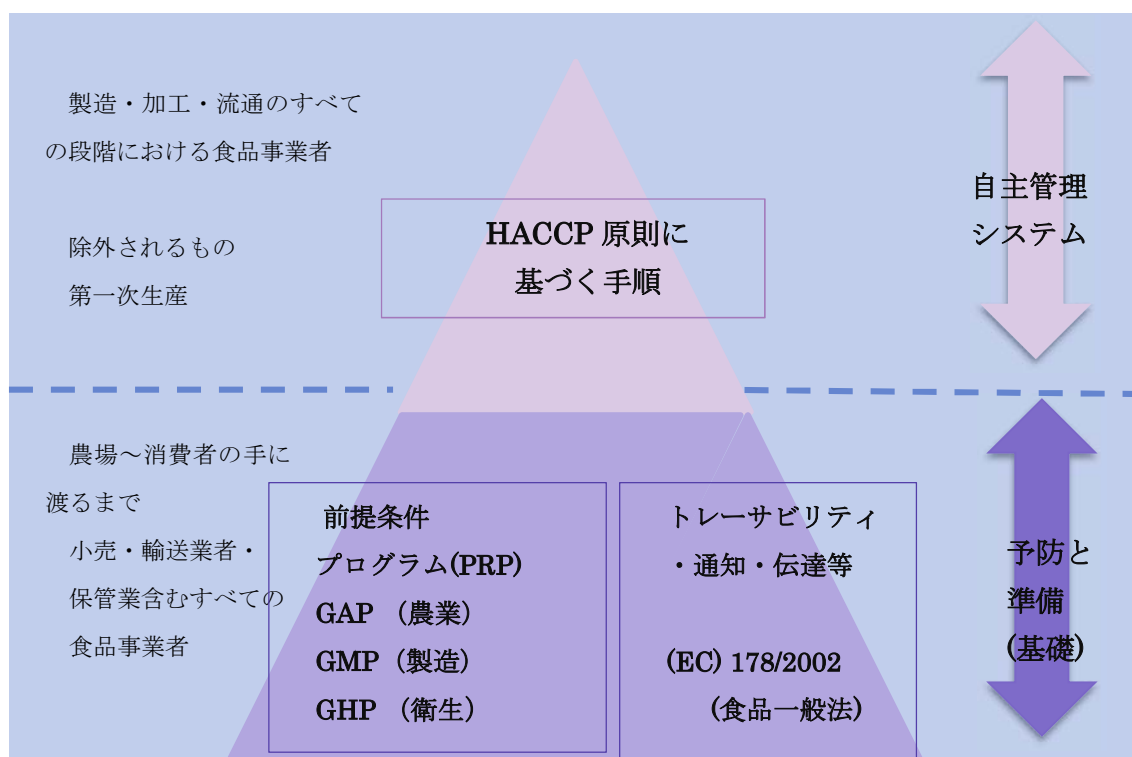 製造・加工・流通のすべて
の段階における食品事業者
除外されるもの
第一次生産
HACCP 原則に
基づく手順
自主管理
システム
農場～消費者の手に
渡るまで
小売・輸送業者・
保管業含むすべての
食品事業者
前提条件
プログラム(PRP)
GAP （農業）
GMP （製造）
GHP （衛生）
トレーサビリティ
・通知・伝達等
(EC) 178/2002
(食品一般法)
予防と
準備
(基礎)